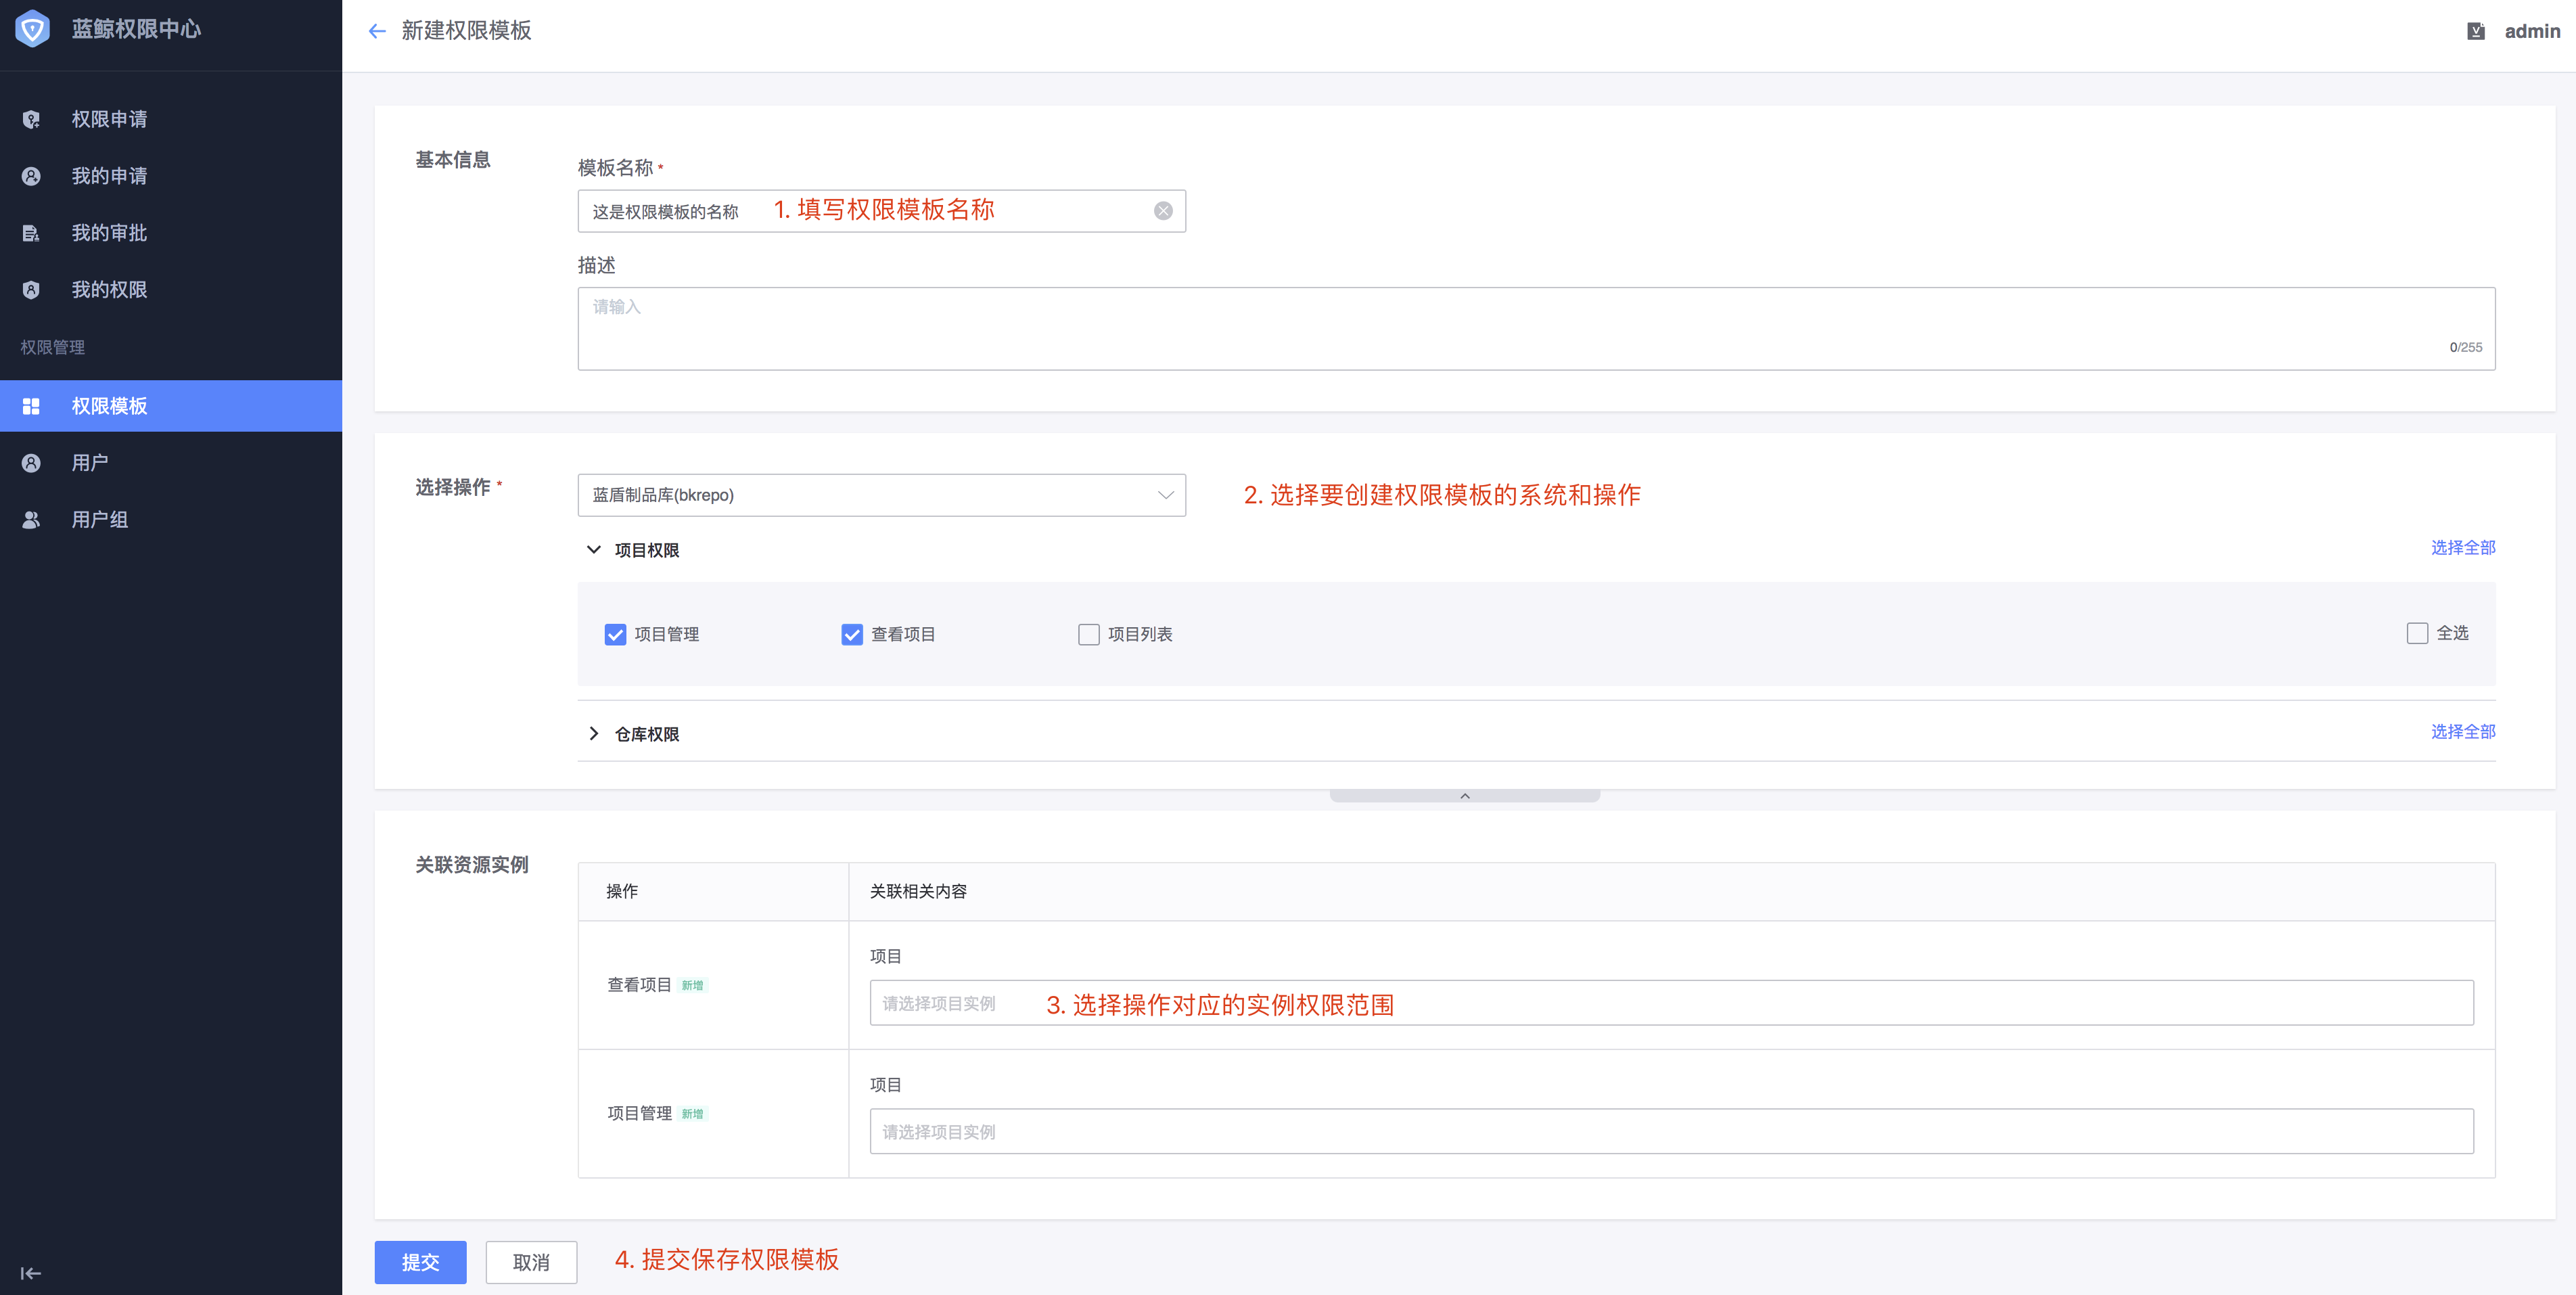 蓝鲸权限中心
新建权限模板
admin
权限申请
我的申请
我的审批
我的权限
权限管理
权限模板
用户
用户组
基本信息
模板名称 *
这是权限模板的名称
1. 填写权限模板名称
描述
请输入
0/255
选择操作 *
蓝盾制品库(bkrepo)
2. 选择要创建权限模板的系统和操作
项目权限
选择全部
项目管理
查看项目
项目列表
全选
仓库权限
选择全部
关联资源实例
操作
关联相关内容
查看项目 新增
项目
请选择项目实例
3. 选择操作对应的实例权限范围
项目管理 新增
项目
请选择项目实例
提交
取消
4. 提交保存权限模板